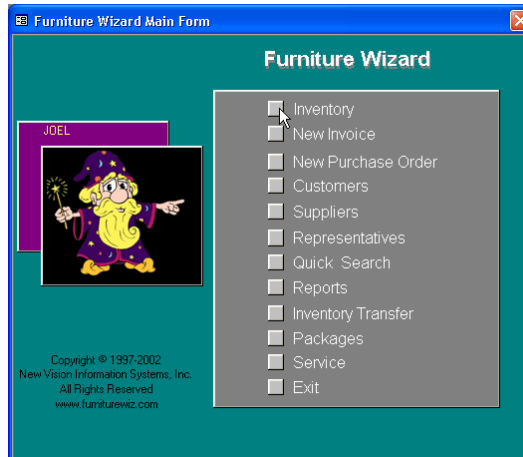 Furniture Wizard Main Form
Furniture Wizard
JOEL
Inventory
New Invoice
New Purchase Order
Customers
Suppliers
Representatives
Quick Search
Reports
Inventory Transfer
Packages
Service
Exit
Copyright © 1997-2002
New Vision Information Systems, Inc.
All Rights Reserved
www.furniturewiz.com